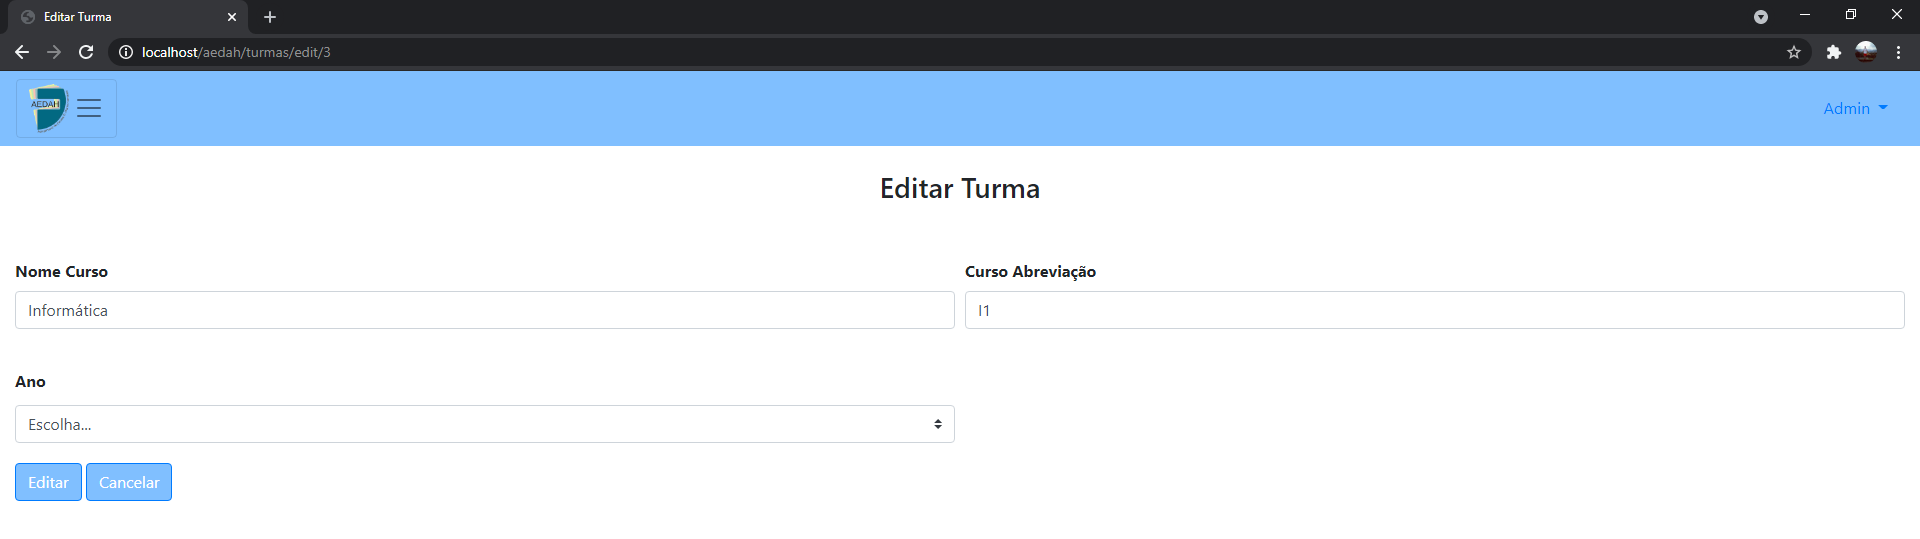 Editar Turma
localhost/aedah/turmas/edit/3
AEDAH
Admin
Editar Turma
Nome Curso
Curso Abreviação
Informática
I1
Ano
Escolha...
Editar
Cancelar